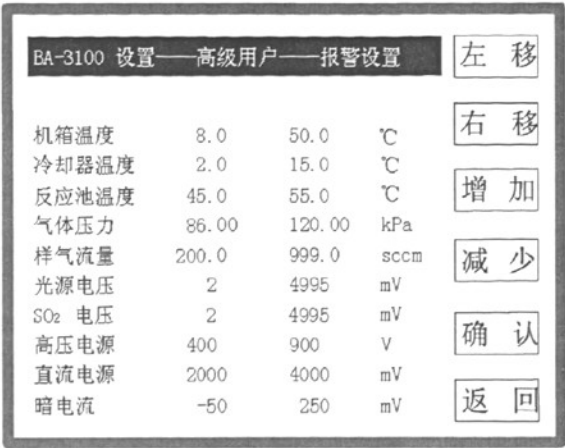 BA-3100 设置——高级用户——报警设置
机箱温度 8.0 50.0 ℃
冷却器温度 2.0 15.0 ℃
反应池温度 45.0 55.0 ℃
气体压力 86.00 120.00 kPa
样气流量 200.0 999.0 sccm
光源电压 2 4995 mV
SO₂ 电压 2 4995 mV
高压电源 400 900 V
直流电源 2000 4000 mV
暗电流 -50 250 mV
左 移
右 移
增 加
减 少
确 认
返 回